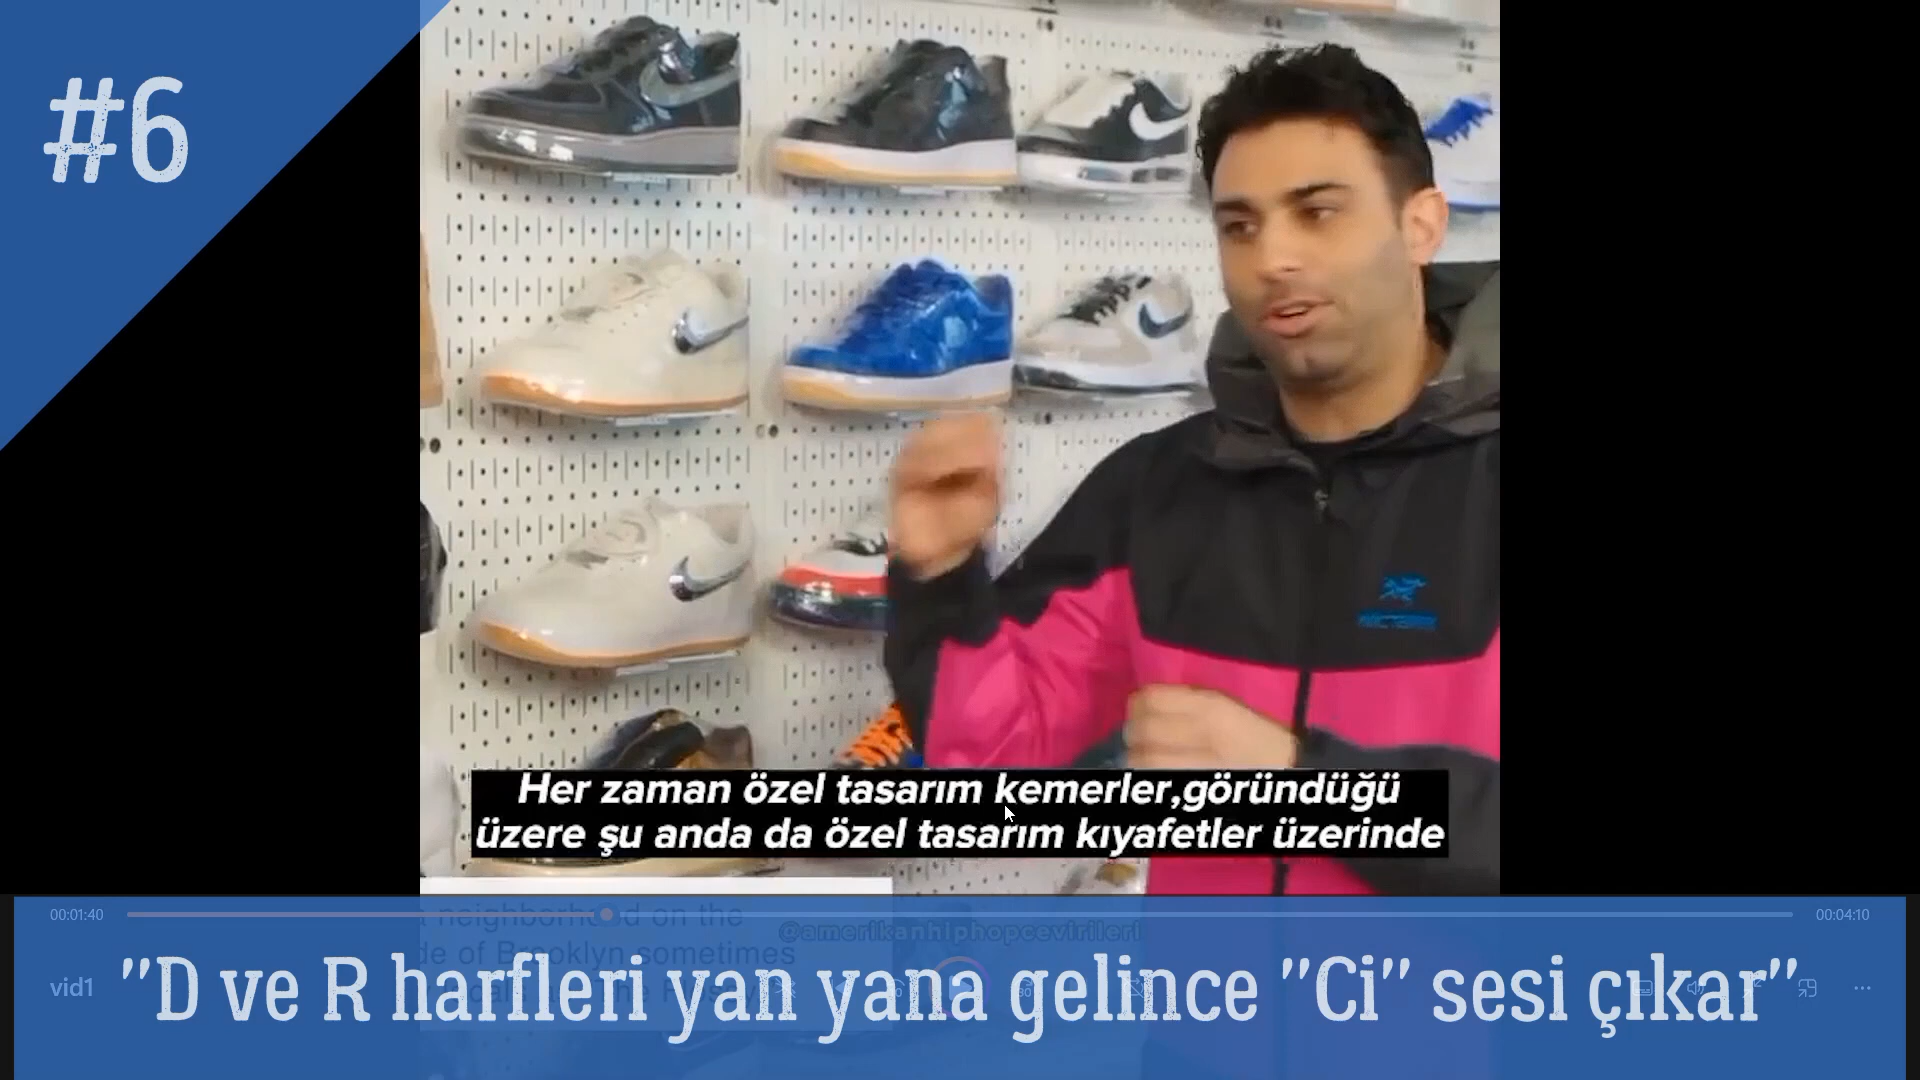 #6
Her zaman özel tasarım kemerler,göründüğü
üzere şu anda da özel tasarım kıyafetler üzerinde
00:01:40
neighborhood on the
00:04:10
@amerikanhiphopcevirileri
of Brooklyn sometimes
vid1
"D ve R harfleri yan yana gelince "Ci" sesi çıkar"